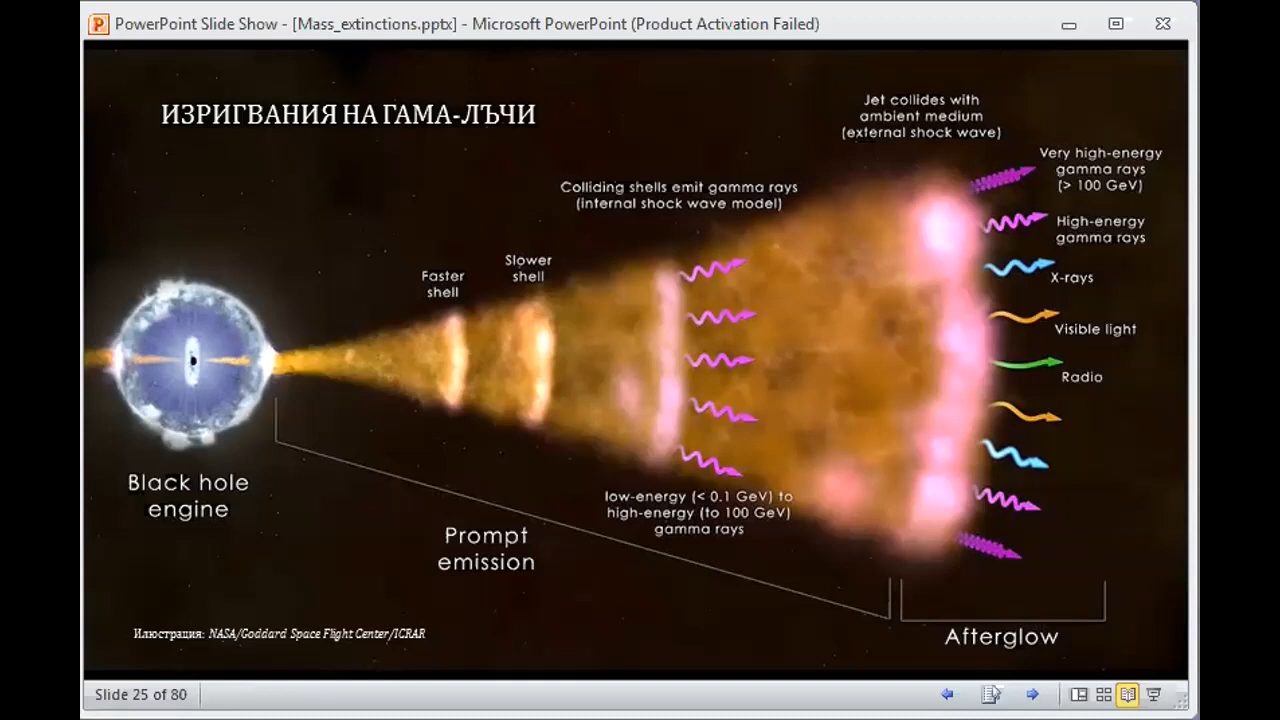 PowerPoint Slide Show - [Mass_extinctions.pptx] - Microsoft PowerPoint (Product Activation Failed)
ИЗРИГВАНИЯ НА ГАМА-ЛЪЧИ
Jet collides with
ambient medium
(external shock wave)
Very high-energy
gamma rays
(> 100 GeV)
Colliding shells emit gamma rays
(internal shock wave model)
High-energy
gamma rays
Slower
shell
Faster
shell
X-rays
Visible light
Radio
Black hole
engine
low-energy (< 0.1 GeV) to
high-energy (to 100 GeV)
gamma rays
Prompt
emission
Илюстрация: NASA/Goddard Space Flight Center/ICRAR
Afterglow
Slide 25 of 80